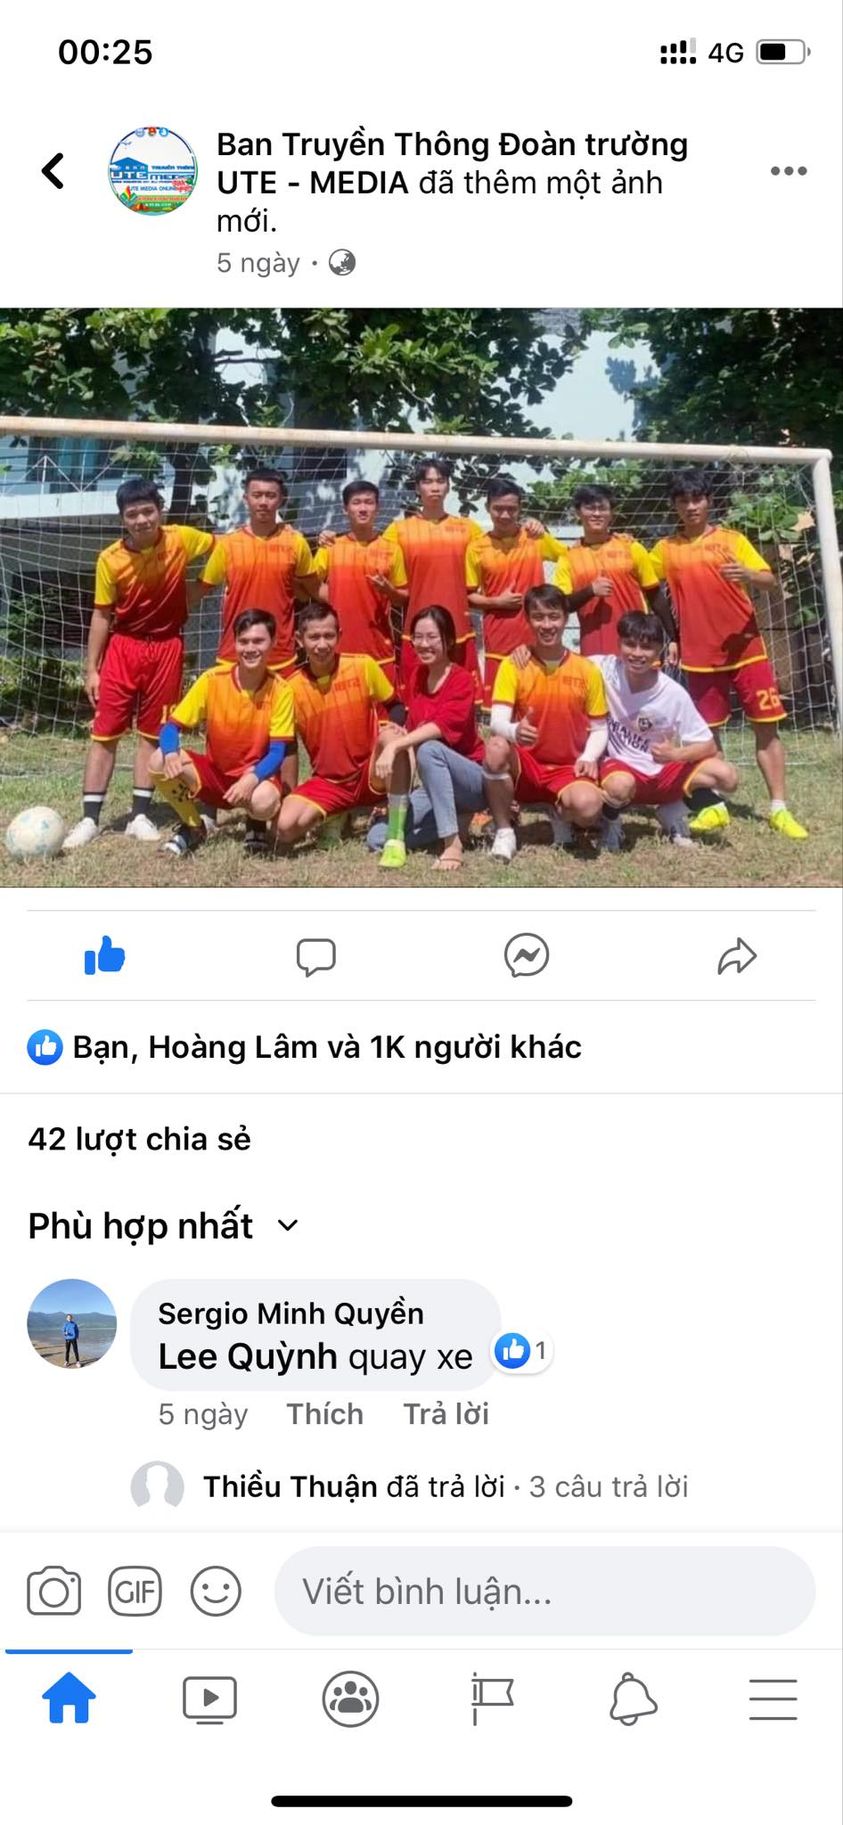 00:25
4G
Ban Truyền Thông Đoàn trường
UTE - MEDIA đã thêm một ảnh
mới.
5 ngày ·
26
Bạn, Hoàng Lâm và 1K người khác
42 lượt chia sẻ
Phù hợp nhất
Sergio Minh Quyền
Lee Quỳnh quay xe
1
5 ngày Thích Trả lời
Thiều Thuận đã trả lời · 3 câu trả lời
GIF
Viết bình luận...